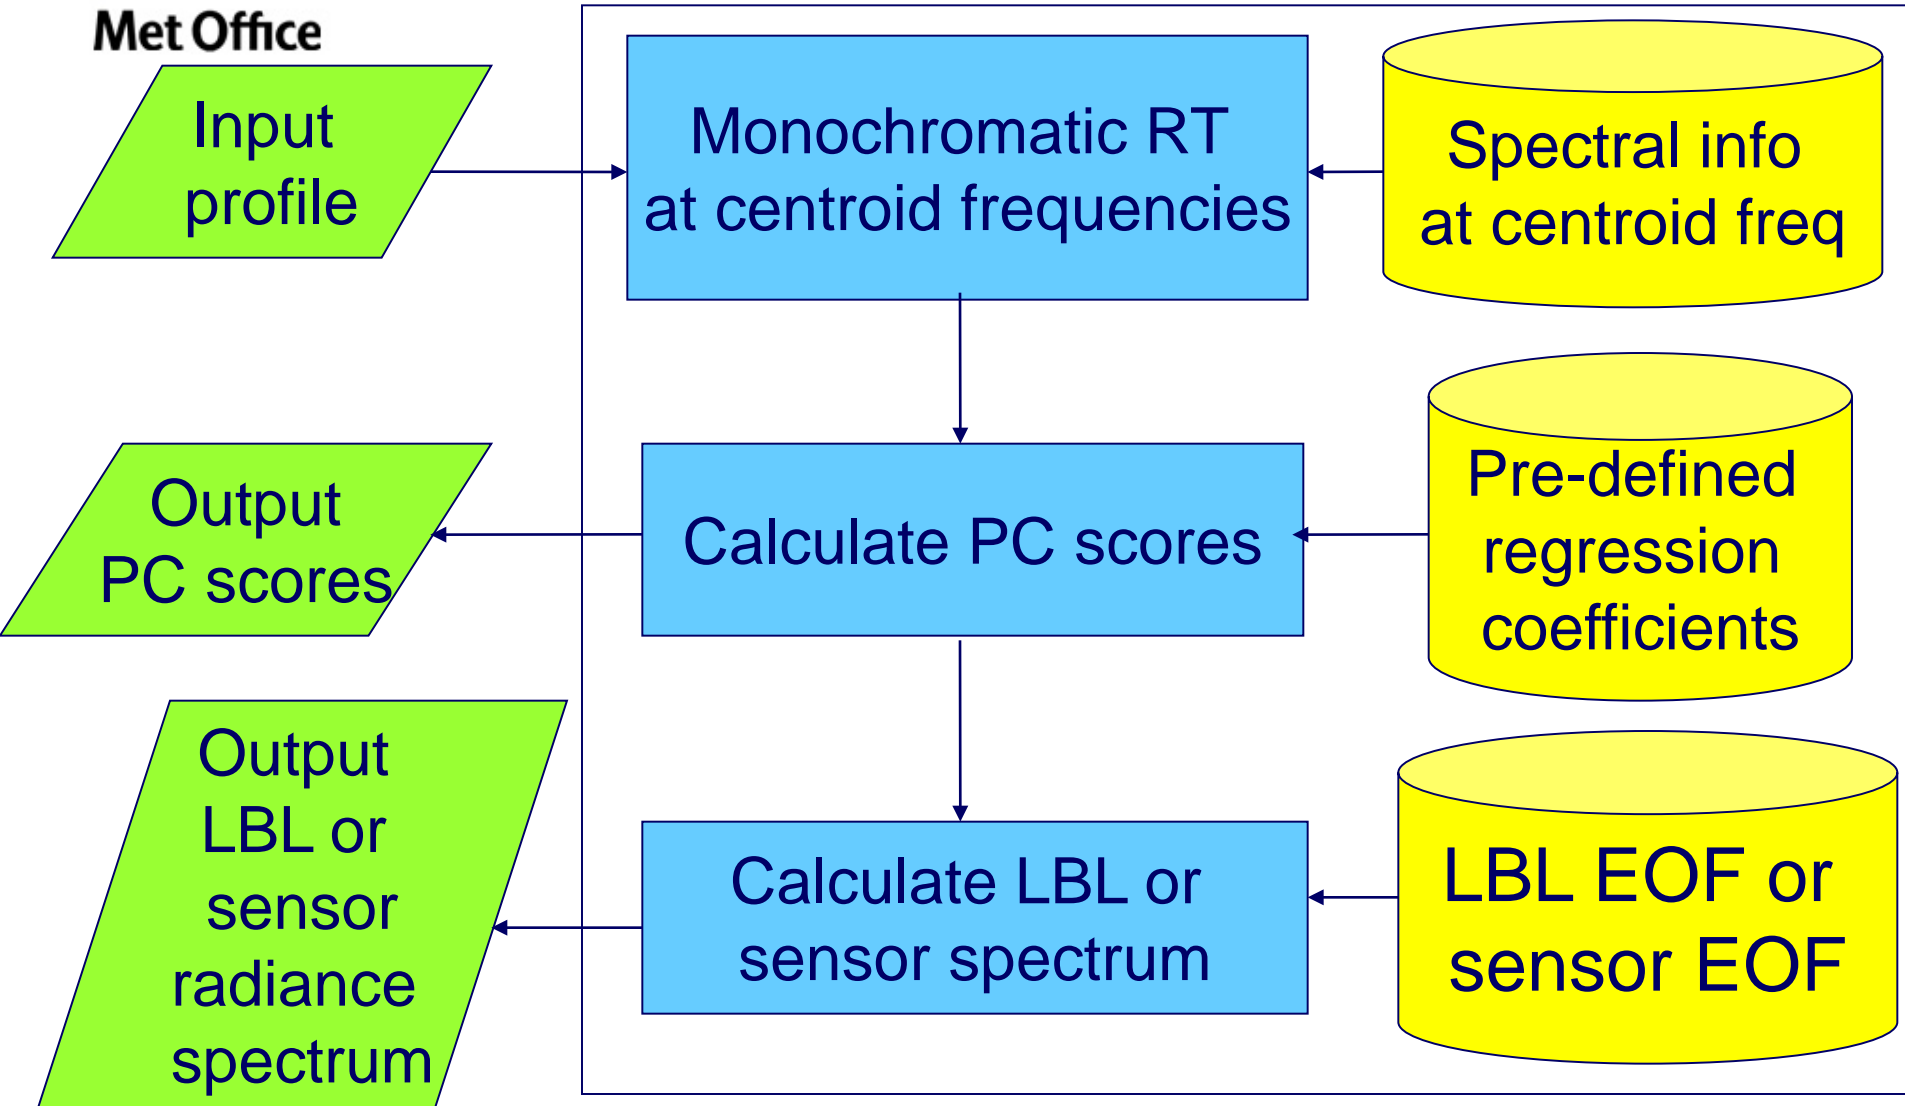 Met Office
Input
profile
Monochromatic RT
at centroid frequencies
Spectral info
at centroid freq
Output
PC scores
Calculate PC scores
Pre-defined
regression
coefficients
Output
LBL or
sensor
radiance
spectrum
Calculate LBL or
sensor spectrum
LBL EOF or
sensor EOF